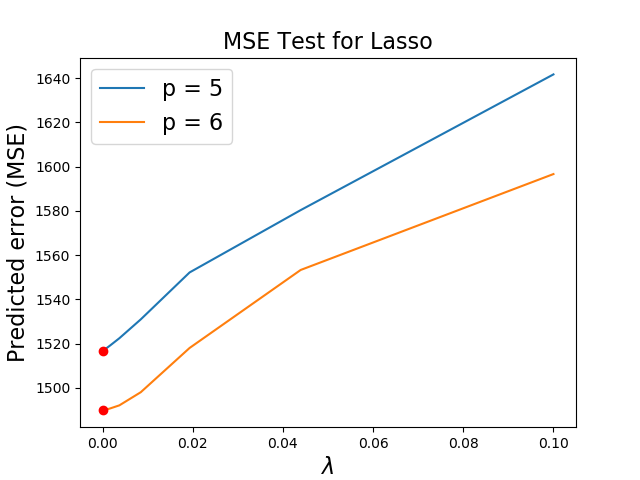 MSE Test for Lasso
Predicted error (MSE)
1640
1620
1600
1580
1560
1540
1520
1500
p = 5
p = 6
0.00 0.02 0.04 0.06 0.08 0.10
λ